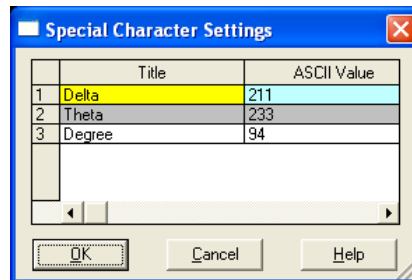 Special Character Settings
Title ASCII Value
1 Delta 211
2 Theta 233
3 Degree 94
OK Cancel Help